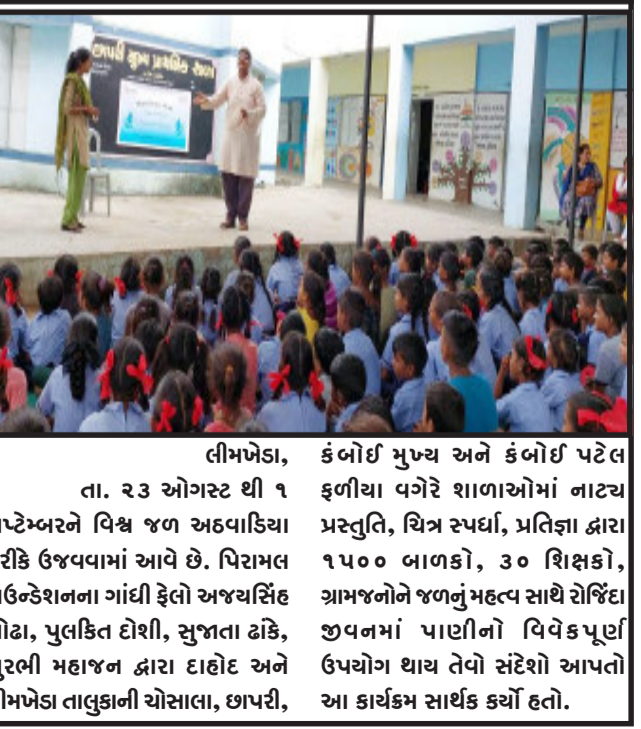 છાપરી મુખ્ય પ્રાથમિક શાળા
લીમખેડા,
તા. ૨૩ ઓગસ્ટ થી ૧
પ્ટેમ્બરને વિશ્વ જળ અઠવાડિયા
રીકે ઉજવવામાં આવે છે. પિરામલ
ઉન્ડેશનના ગાંધી ફેલો અજયસિંહ
ોઢા, પુલકિત દોશી, સુજાતા ઢાંકે,
ુરભી મહાજન દ્વારા દાહોદ અને
ીમખેડા તાલુકાની ચોસાલા, છાપરી,
કંબોઈ મુખ્ય અને કંબોઈ પટેલ
ફળીયા વગેરે શાળાઓમાં નાટ્ય
પ્રસ્તુતિ, ચિત્ર સ્પર્ધા, પ્રતિજ્ઞા દ્વારા
૧૫૦૦ બાળકો, ૩૦ શિક્ષકો,
ગ્રામજનોને જળનું મહત્વ સાથે રોજિંદા
જીવનમાં પાણીનો વિવેકપૂર્ણ
ઉપયોગ થાય તેવો સંદેશો આપતો
આ કાર્યક્રમ સાર્થક કર્યો હતો.